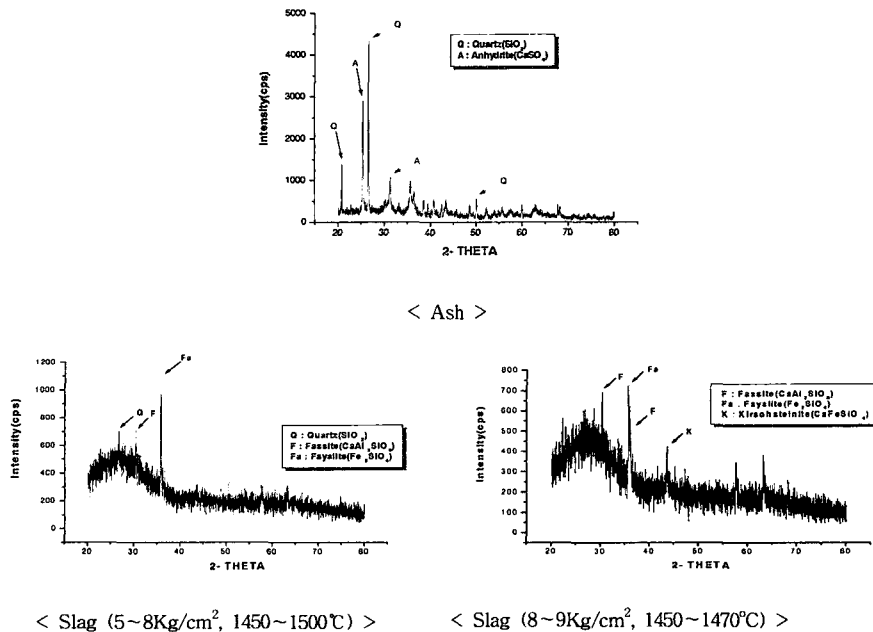 5000
4000
3000
2000
1000
0
Intensity(cps)
Q : Quartz(SiO2)
A : Anhydrite(CaSO4)
Q
A
Q
A
Q
20 30 40 50 60 70 80
2- THETA
< Ash >
1200
1000
800
600
400
200
0
Intensity(cps)
Fa
Q
F
Q : Quartz(SiO2)
F : Fassite(CaAl2SiO6)
Fa : Fayalite(Fe2SiO4)
20 30 40 50 60 70 80
2- THETA
< Slag (5~8Kg/cm², 1450~1500℃) >
800
700
600
500
400
300
200
100
0
Intensity(cps)
F
Fa
F
K
F : Fassite(CaAl2SiO6)
Fa : Fayalite(Fe2SiO4)
K : Kirsohsteinite(CaFeSiO4)
20 30 40 50 60 70 80
2- THETA
< Slag (8~9Kg/cm², 1450~1470℃) >